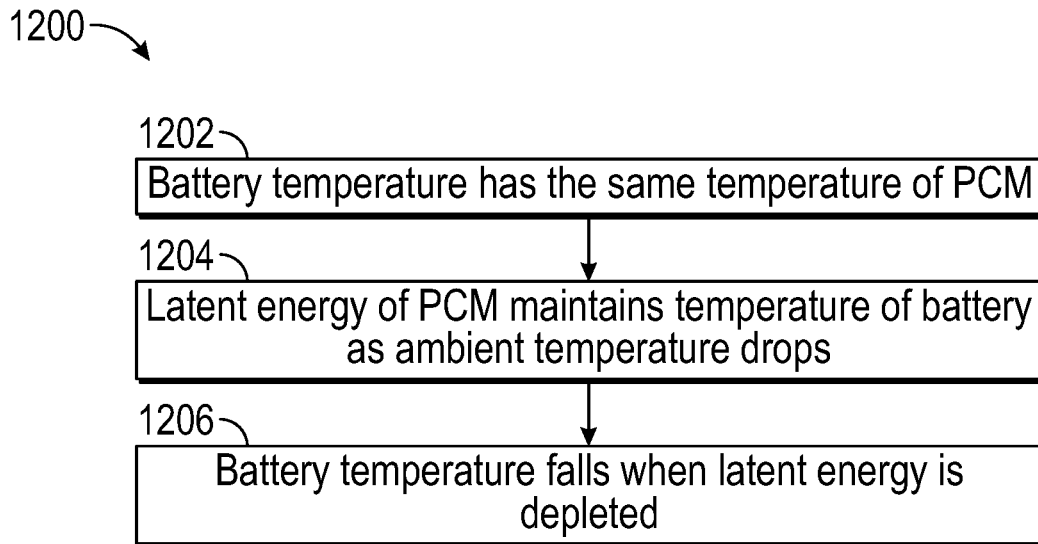 1200
1202
Battery temperature has the same temperature of PCM
1204
Latent energy of PCM maintains temperature of battery
as ambient temperature drops
1206
Battery temperature falls when latent energy is
depleted